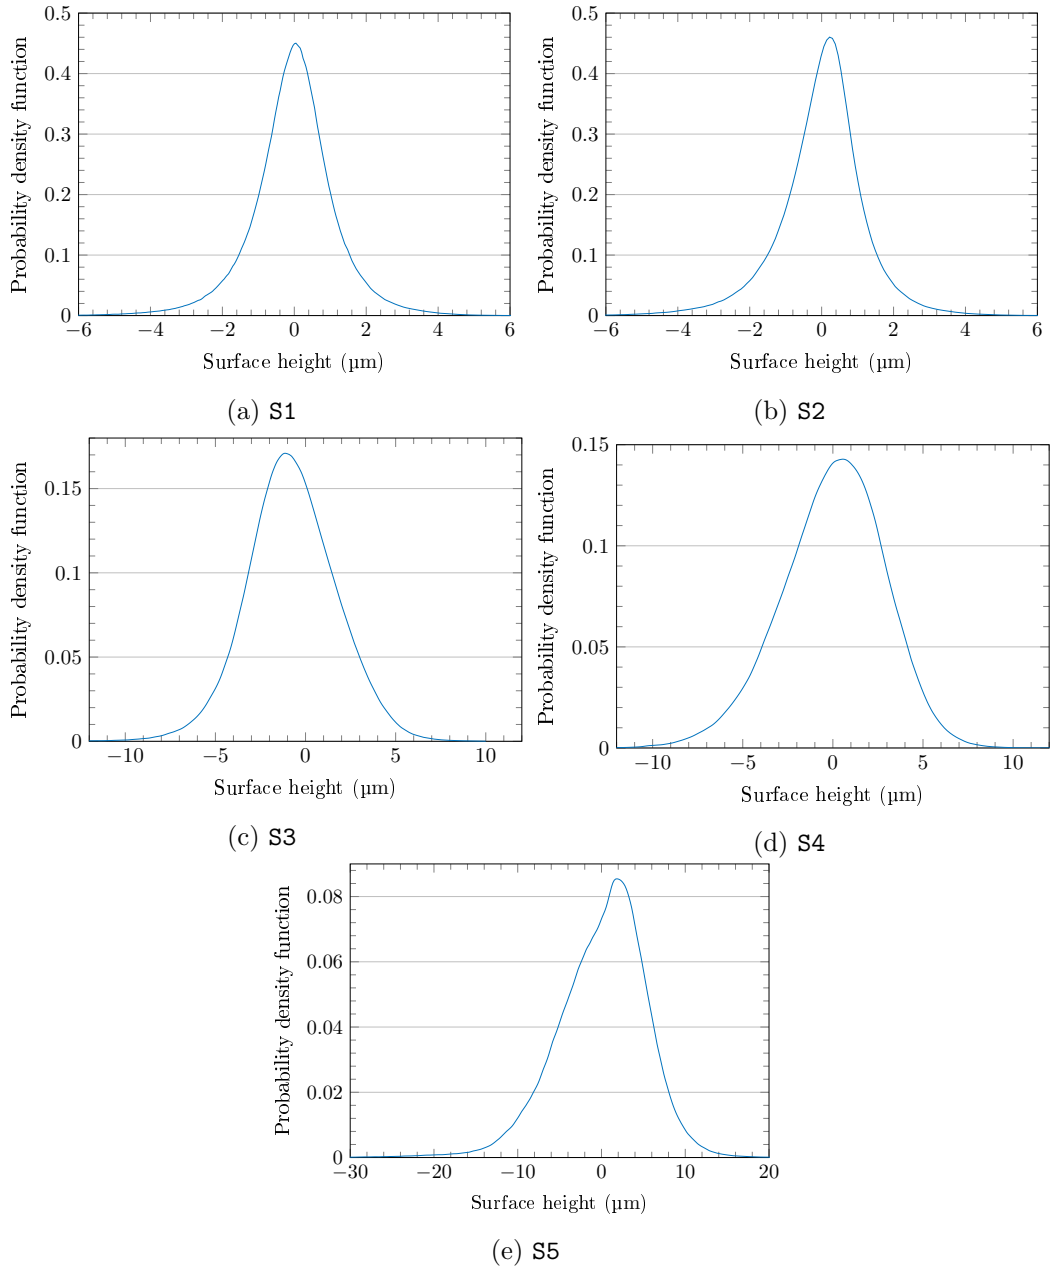 0.5
0.4
0.3
0.2
0.1
0
Probability density function
−6 −4 −2 0 2 4 6
Surface height (µm)
(a) S1
0.5
0.4
0.3
0.2
0.1
0
Probability density function
−6 −4 −2 0 2 4 6
Surface height (µm)
(b) S2
0.15
0.1
0.05
0
Probability density function
−10 −5 0 5 10
Surface height (µm)
(c) S3
0.15
0.1
0.05
0
Probability density function
−10 −5 0 5 10
Surface height (µm)
(d) S4
0.08
0.06
0.04
0.02
0
Probability density function
−30 −20 −10 0 10 20
Surface height (µm)
(e) S5